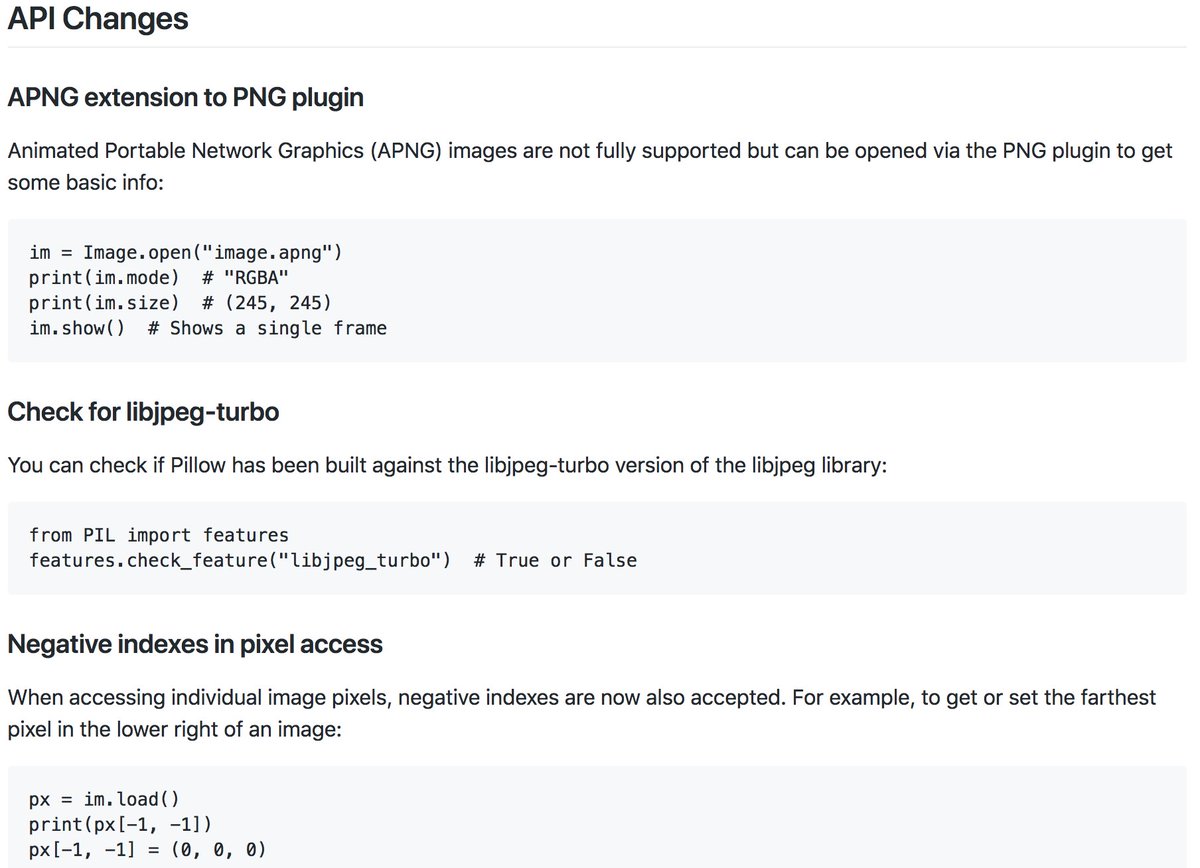 API Changes
APNG extension to PNG plugin
Animated Portable Network Graphics (APNG) images are not fully supported but can be opened via the PNG plugin to get
some basic info:
im = Image.open("image.apng")
print(im.mode)  # "RGBA"
print(im.size)  # (245, 245)
im.show()  # Shows a single frame
Check for libjpeg-turbo
You can check if Pillow has been built against the libjpeg-turbo version of the libjpeg library:
from PIL import features
features.check_feature("libjpeg_turbo")  # True or False
Negative indexes in pixel access
When accessing individual image pixels, negative indexes are now also accepted. For example, to get or set the farthest
pixel in the lower right of an image:
px = im.load()
print(px[-1, -1])
px[-1, -1] = (0, 0, 0)